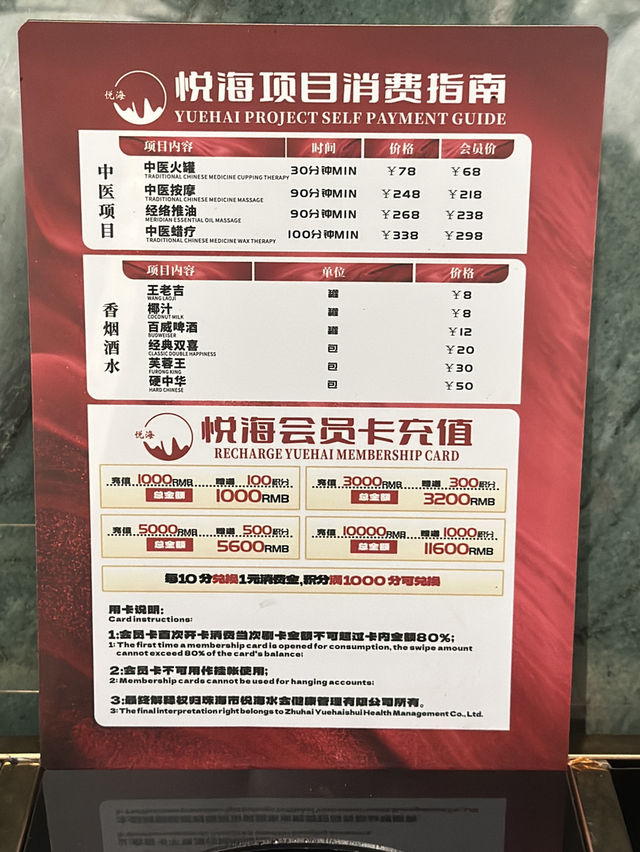 悦海
悦海项目消费指南
YUEHAI PROJECT SELF PAYMENT GUIDE
中医项目
项目内容 时间 价格 会员价
中医火罐 30分钟MIN ￥78 ￥68
TRADITIONAL CHINESE MEDICINE CUPPING THERAPY
中医按摩 90分钟MIN ￥248 ￥218
TRADITIONAL CHINESE MEDICINE MASSAGE
经络推油 90分钟MIN ￥268 ￥238
MERIDIAN ESSENTIAL OIL MASSAGE
中医蜡疗 100分钟MIN ￥338 ￥298
TRADITIONAL CHINESE MEDICINE WAX THERAPY
香烟酒水
项目内容 单位 价格
王老吉 罐 ￥8
WANG LAOJI
椰汁 罐 ￥8
COCONUT MILK
百威啤酒 罐 ￥12
BUDWEISER
经典双喜 包 ￥20
CLASSIC DOUBLE HAPPINESS
芙蓉王 包 ￥30
FURONG KING
硬中华 包 ￥50
HARD CHINESE
悦海
悦海会员卡充值
RECHARGE YUEHAI MEMBERSHIP CARD
充值 1000RMB 赠送 100积分
总金额 1000RMB
充值 3000RMB 赠送 300积分
总金额 3200RMB
充值 5000RMB 赠送 500积分
总金额 5600RMB
充值 10000RMB 赠送 1000积分
总金额 11600RMB
每10分兑换1元消费金,积分满1000分可兑换
用卡说明:
Card instructions:
1:会员卡首次开卡消费当次刷卡金额不可超过卡内金额80%;
1: The first time a membership card is opened for consumption, the swipe amount
cannot exceed 80% of the card's balance;
2:会员卡不可用作挂帐使用;
2: Membership cards cannot be used for hanging accounts;
3:最终解释权归珠海市悦海水会健康管理有限公司所有。
3: The final interpretation right belongs to Zhuhai Yuehaishui Health Management Co., Ltd.